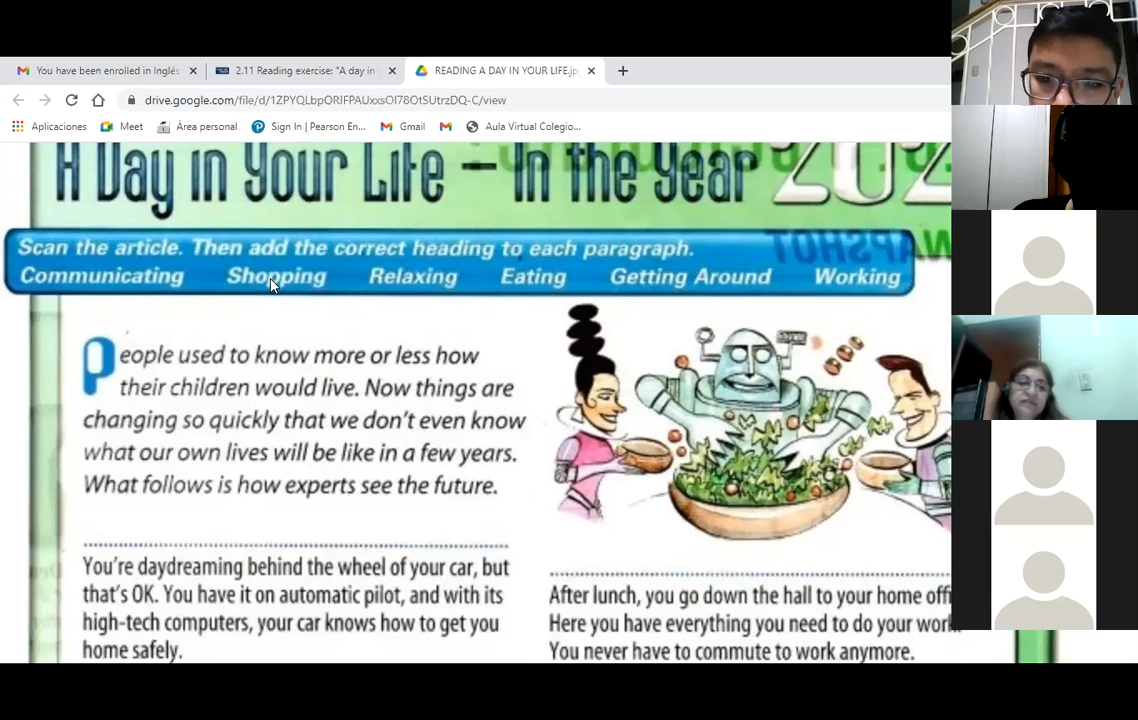 You have been enrolled in Inglés
2.11 Reading exercise: "A day in
READING A DAY IN YOUR LIFE.jp
drive.google.com/file/d/1ZPYQLbpORIFPAUxxsOI78OtSUtrzDQ-C/view
Aplicaciones
Meet
Área personal
Sign In | Pearson En...
Gmail
Aula Virtual Colegio...
A Day in Your Life – In the Year 202
Scan the article. Then add the correct heading to each paragraph.
Communicating Shopping Relaxing Eating Getting Around Working
People used to know more or less how
their children would live. Now things are
changing so quickly that we don't even know
what our own lives will be like in a few years.
What follows is how experts see the future.
You're daydreaming behind the wheel of your car, but
that's OK. You have it on automatic pilot, and with its
high-tech computers, your car knows how to get you
home safely.
After lunch, you go down the hall to your home offi
Here you have everything you need to do your work.
You never have to commute to work anymore.